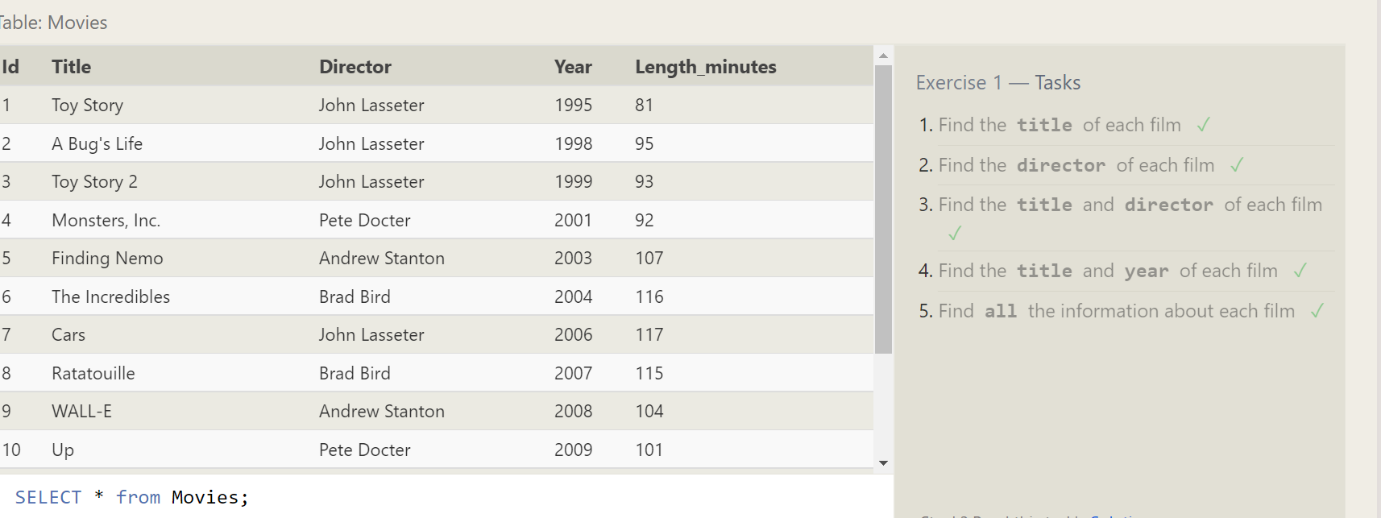 Table: Movies
Id Title Director Year Length_minutes
1 Toy Story John Lasseter 1995 81
2 A Bug's Life John Lasseter 1998 95
3 Toy Story 2 John Lasseter 1999 93
4 Monsters, Inc. Pete Docter 2001 92
5 Finding Nemo Andrew Stanton 2003 107
6 The Incredibles Brad Bird 2004 116
7 Cars John Lasseter 2006 117
8 Ratatouille Brad Bird 2007 115
9 WALL-E Andrew Stanton 2008 104
10 Up Pete Docter 2009 101
SELECT * from Movies;
Exercise 1 — Tasks
1. Find the title of each film ✓
2. Find the director of each film ✓
3. Find the title and director of each film
✓
4. Find the title and year of each film ✓
5. Find all the information about each film ✓